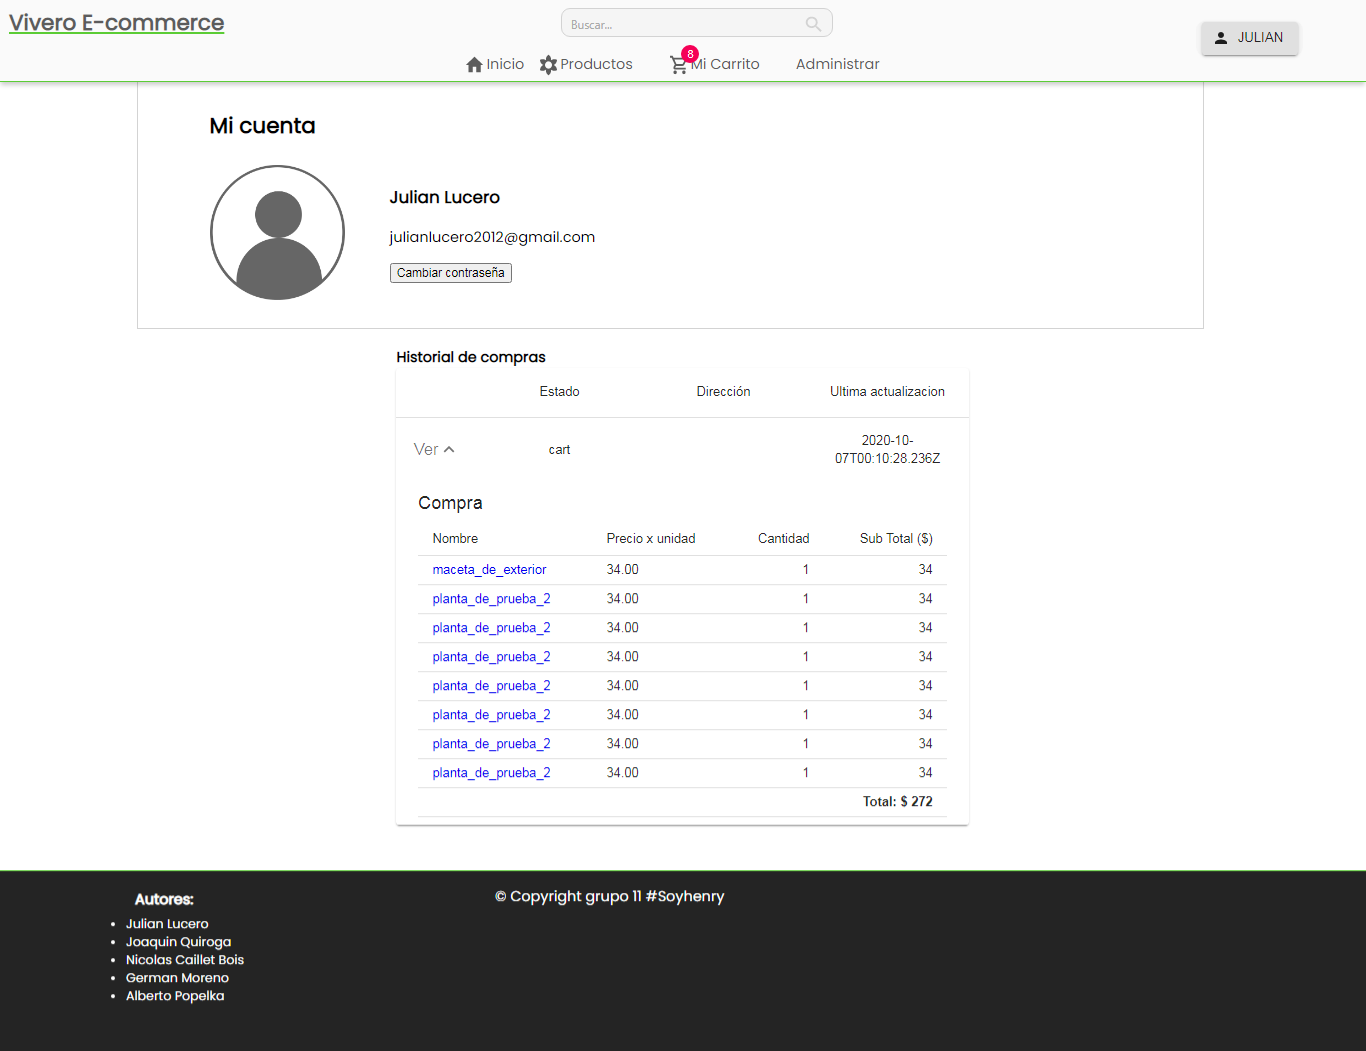 Vivero E-commerce
Buscar...
JULIAN
Inicio Productos 8 Mi Carrito Administrar
Mi cuenta
Julian Lucero
julianlucero2012@gmail.com
Cambiar contraseña
Historial de compras
Estado Dirección Ultima actualizacion
Ver cart 2020-10-
07T00:10:28.236Z
Compra
Nombre Precio x unidad Cantidad Sub Total ($)
maceta_de_exterior 34.00 1 34
planta_de_prueba_2 34.00 1 34
planta_de_prueba_2 34.00 1 34
planta_de_prueba_2 34.00 1 34
planta_de_prueba_2 34.00 1 34
planta_de_prueba_2 34.00 1 34
planta_de_prueba_2 34.00 1 34
planta_de_prueba_2 34.00 1 34
Total: $ 272
Autores:
Julian Lucero
Joaquin Quiroga
Nicolas Caillet Bois
German Moreno
Alberto Popelka
© Copyright grupo 11 #Soyhenry